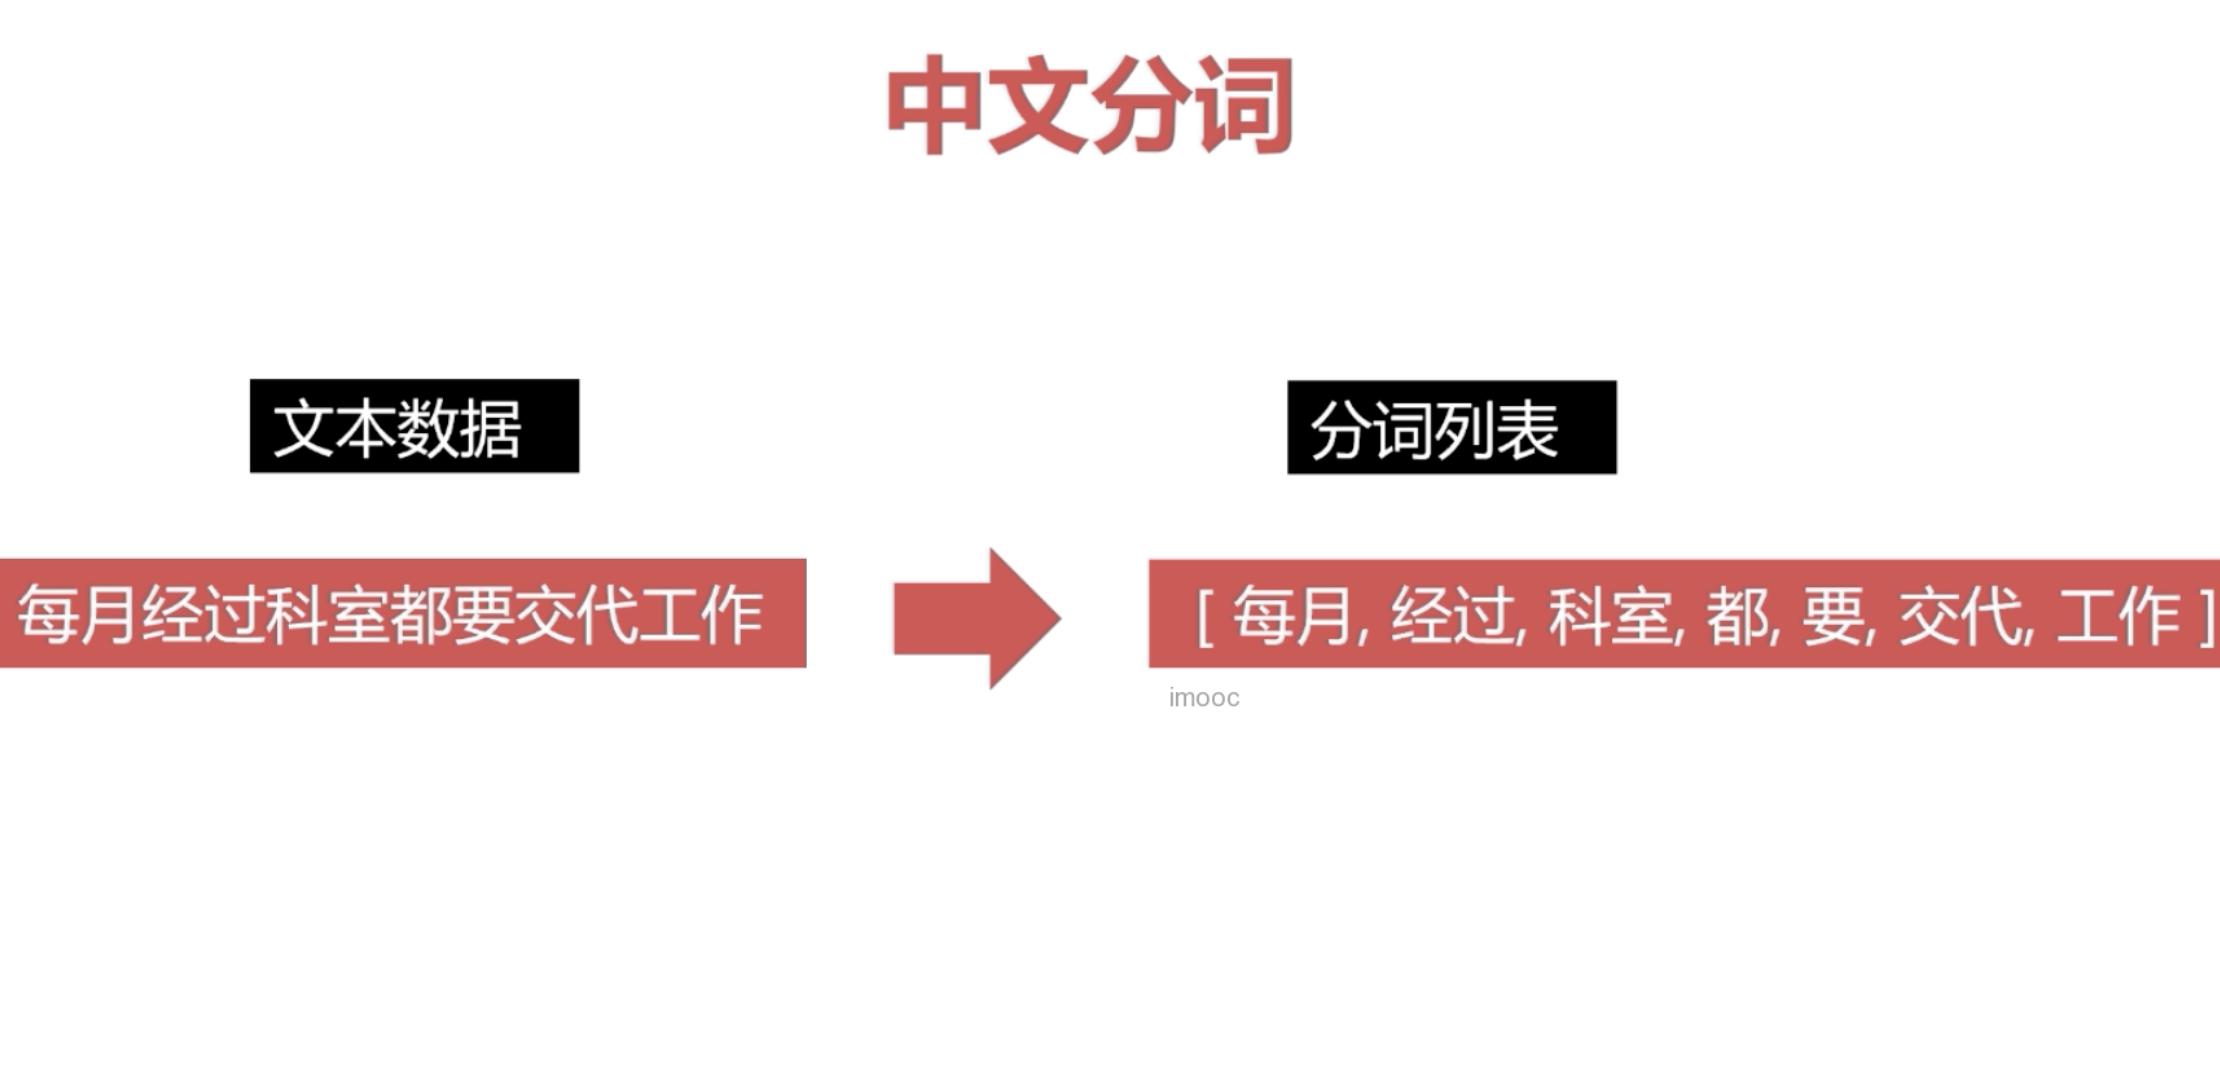 中文分词
文本数据
分词列表
每月经过科室都要交代工作
[ 每月, 经过, 科室, 都, 要, 交代, 工作 ]
imooc